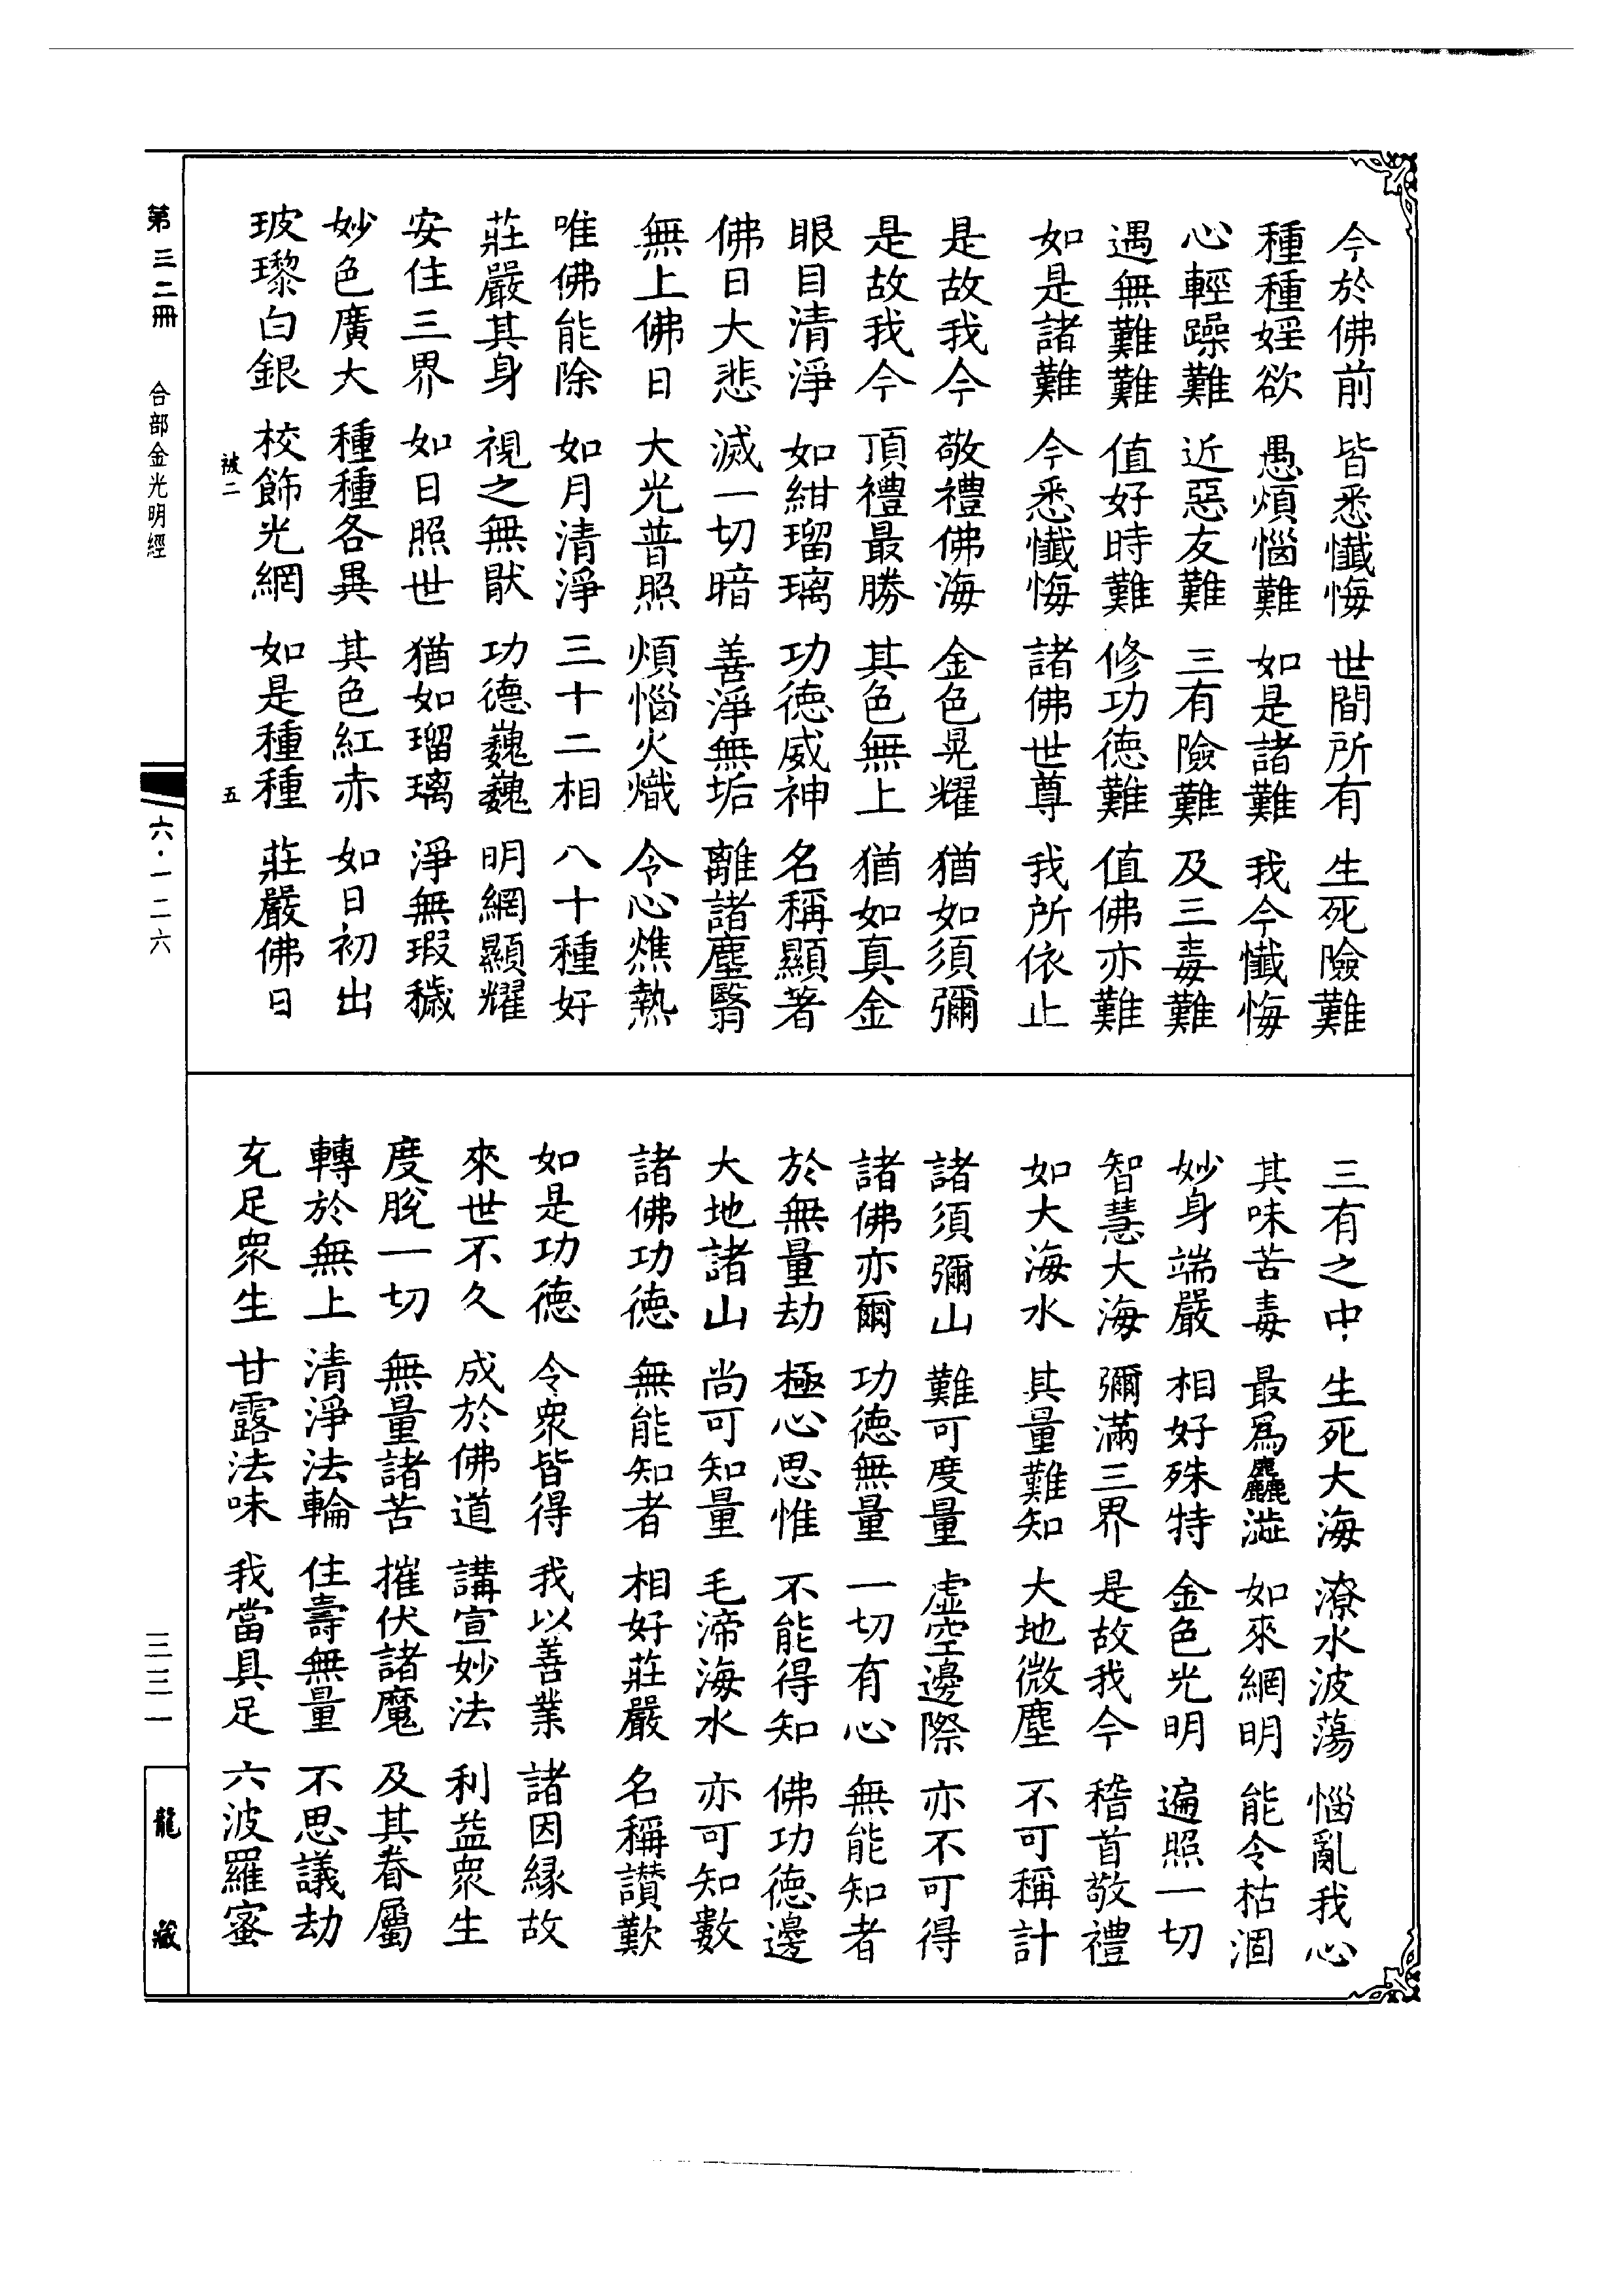 今於佛前 皆悉懺悔 世間所有 生死險難
種種婬欲 愚煩惱難 如是諸難 我今懺悔
心輕躁難 近惡友難 三有險難 及三毒難
遇無難難 值好時難 修功德難 值佛亦難
如是諸難 今悉懺悔 諸佛世尊 我所依止
是故我今 敬禮佛海 金色晃耀 猶如須彌
是故我今 頂禮最勝 其色無上 猶如真金
眼目清淨 如紺瑠璃 功德威神 名稱顯著
佛日大悲 滅一切暗 善淨無垢 離諸塵翳
無上佛日 大光普照 煩惱火熾 令心燋熱
唯佛能除 如月清淨 三十二相 八十種好
莊嚴其身 視之無猒 功德巍巍 明網顯耀
安住三界 如日照世 猶如瑠璃 淨無瑕穢
妙色廣大 種種各異 其色紅赤 如日初出
玻瓈白銀 校飾光網 如是種種 莊嚴佛日
被二 五
三有之中 生死大海 潦水波蕩 惱亂我心
其味苦毒 最為麤澁 如來網明 能令枯涸
妙身端嚴 相好殊特 金色光明 遍照一切
智慧大海 彌滿三界 是故我今 稽首敬禮
如大海水 其量難知 大地微塵 不可稱計
諸須彌山 難可度量 虛空邊際 亦不可得
諸佛亦爾 功德無量 一切有心 無能知者
於無量劫 極心思惟 不能得知 佛功德邊
大地諸山 尚可知量 毛渧海水 亦可知數
諸佛功德 無能知者 相好莊嚴 名稱讃歎
如是功德 令眾皆得 我以善業 諸因緣故
來世不久 成於佛道 講宣妙法 利益眾生
度脫一切 無量諸苦 摧伏諸魔 及其眷屬
轉於無上 清淨法輪 住壽無量 不思議劫
充足眾生 甘露法味 我當具足 六波羅蜜
第三二冊 合部金光明經 六·一二六 三三一 龍藏